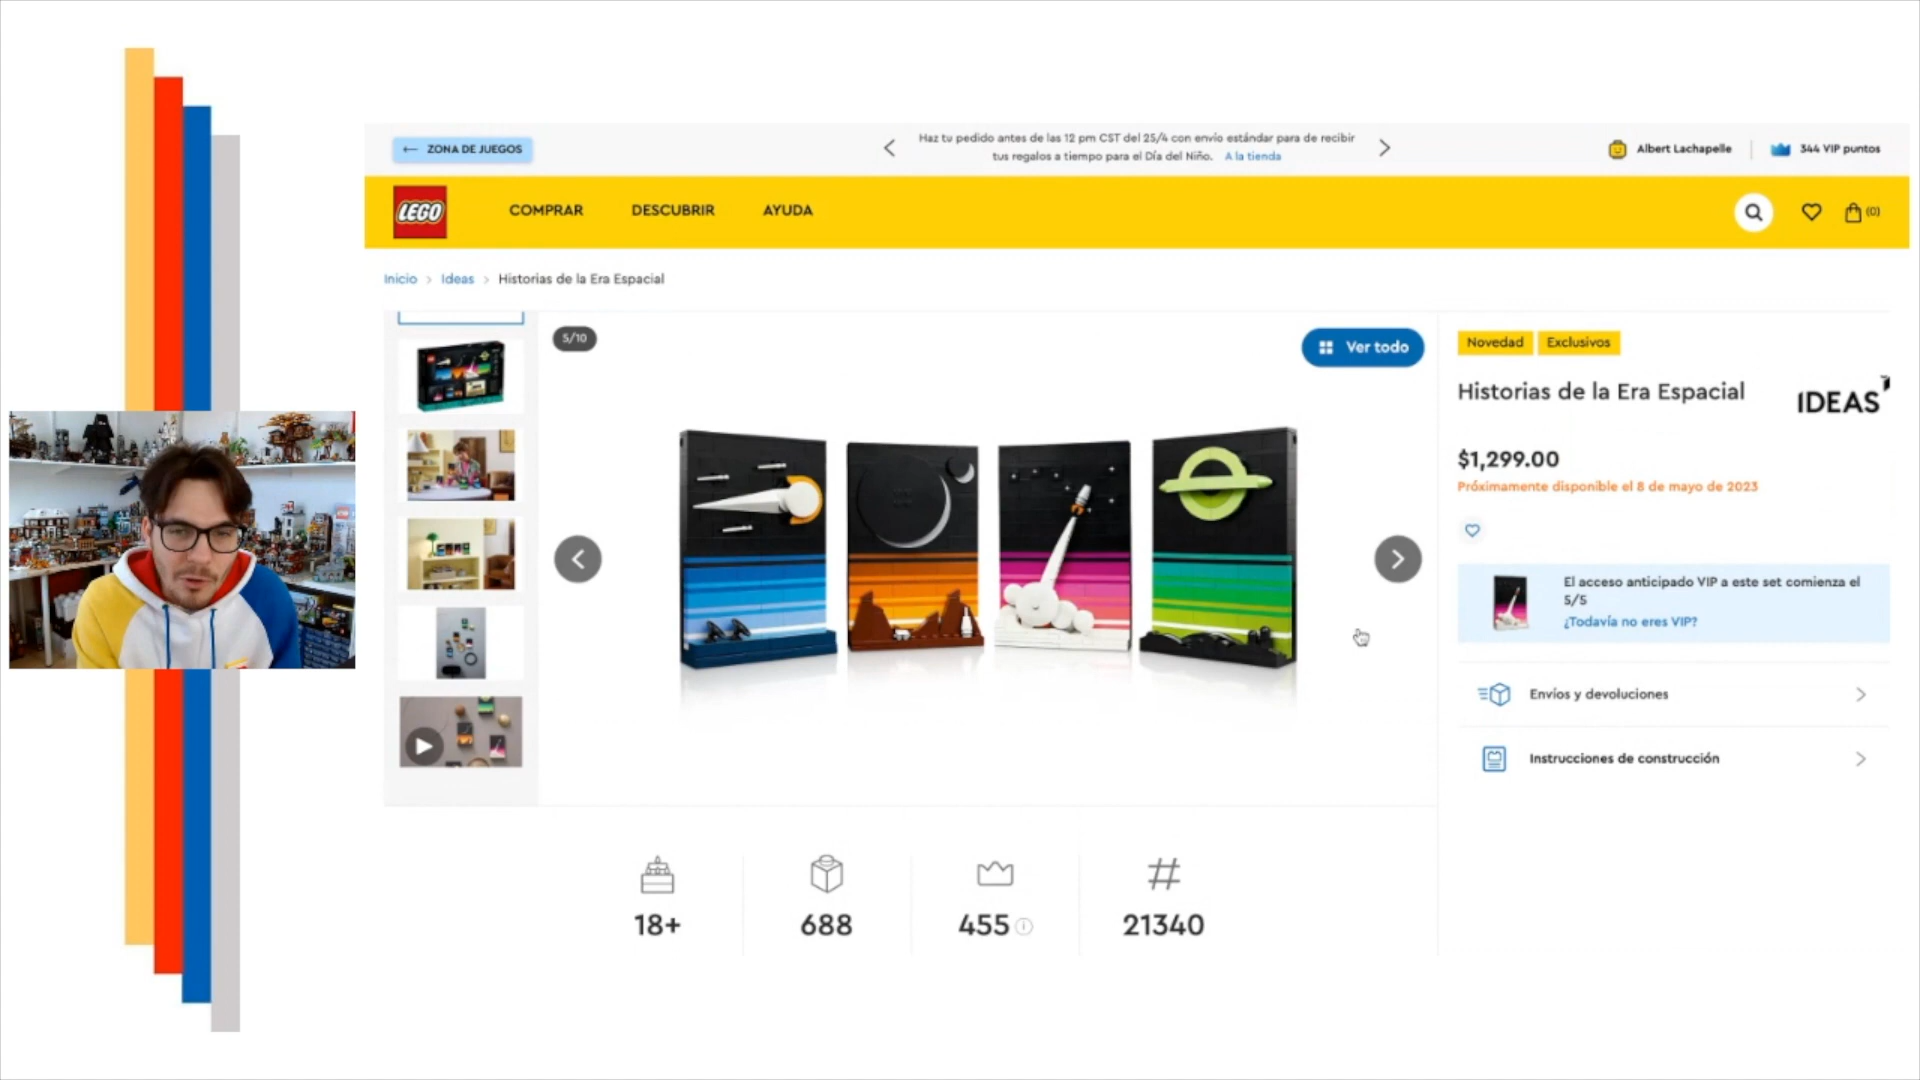 ZONA DE JUEGOS
Haz tu pedido antes de las 12 pm CST del 25/4 con envío estándar para de recibir
tus regalos a tiempo para el Día del Niño. A la tienda
Albert Lachapelle
344 VIP puntos
LEGO
COMPRAR
DESCUBRIR
AYUDA
(0)
Inicio > Ideas > Historias de la Era Espacial
5/10
Ver todo
Novedad
Exclusivos
Historias de la Era Espacial
IDEAS
$1,299.00
Próximamente disponible el 8 de mayo de 2023
El acceso anticipado VIP a este set comienza el
5/5
¿Todavía no eres VIP?
Envíos y devoluciones
Instrucciones de construcción
18+
688
455
# 
21340